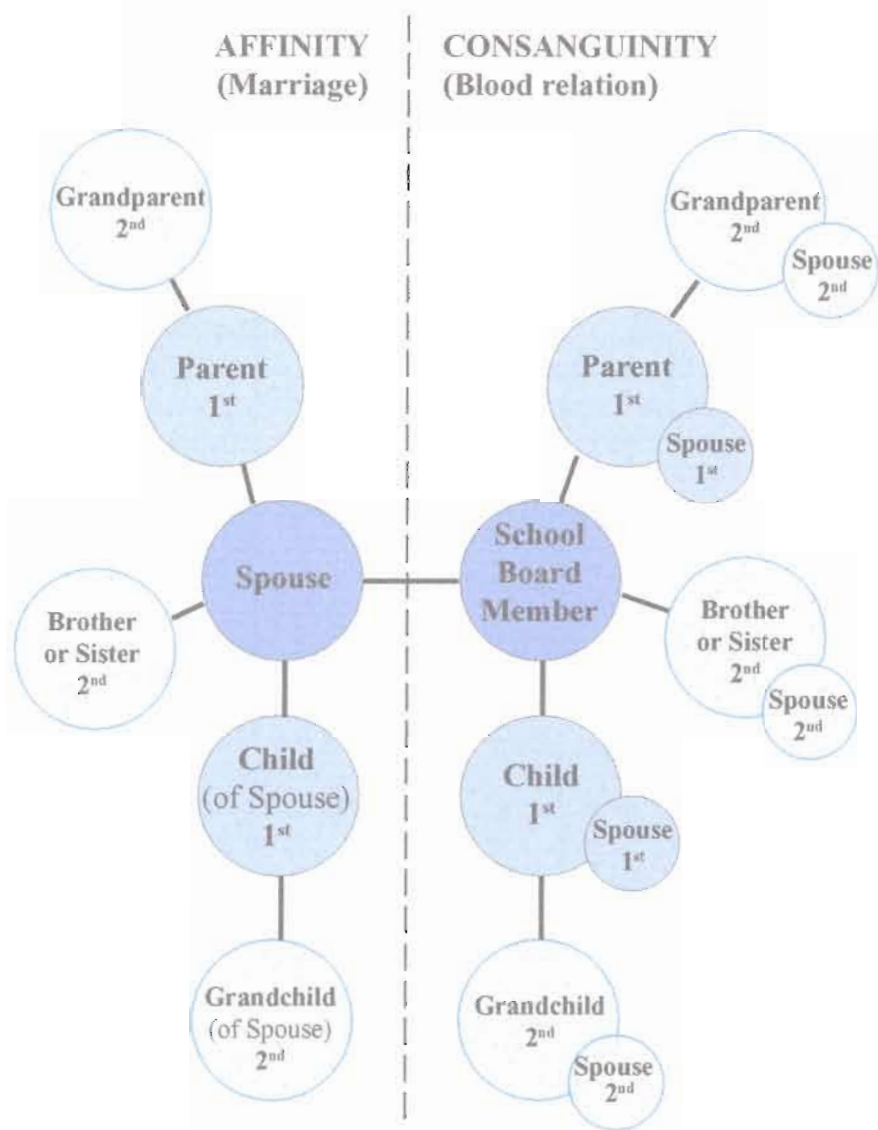 AFFINITY
(Marriage)
CONSANGUINITY
(Blood relation)
Grandparent
2nd
Grandparent
2nd
Spouse
2nd
Parent
1st
Parent
1st
Spouse
1st
Spouse
School
Board
Member
Brother
or Sister
2nd
Brother
or Sister
2nd
Spouse
2nd
Child
(of Spouse)
1st
Child
1st
Spouse
1st
Grandchild
(of Spouse)
2nd
Grandchild
2nd
Spouse
2nd